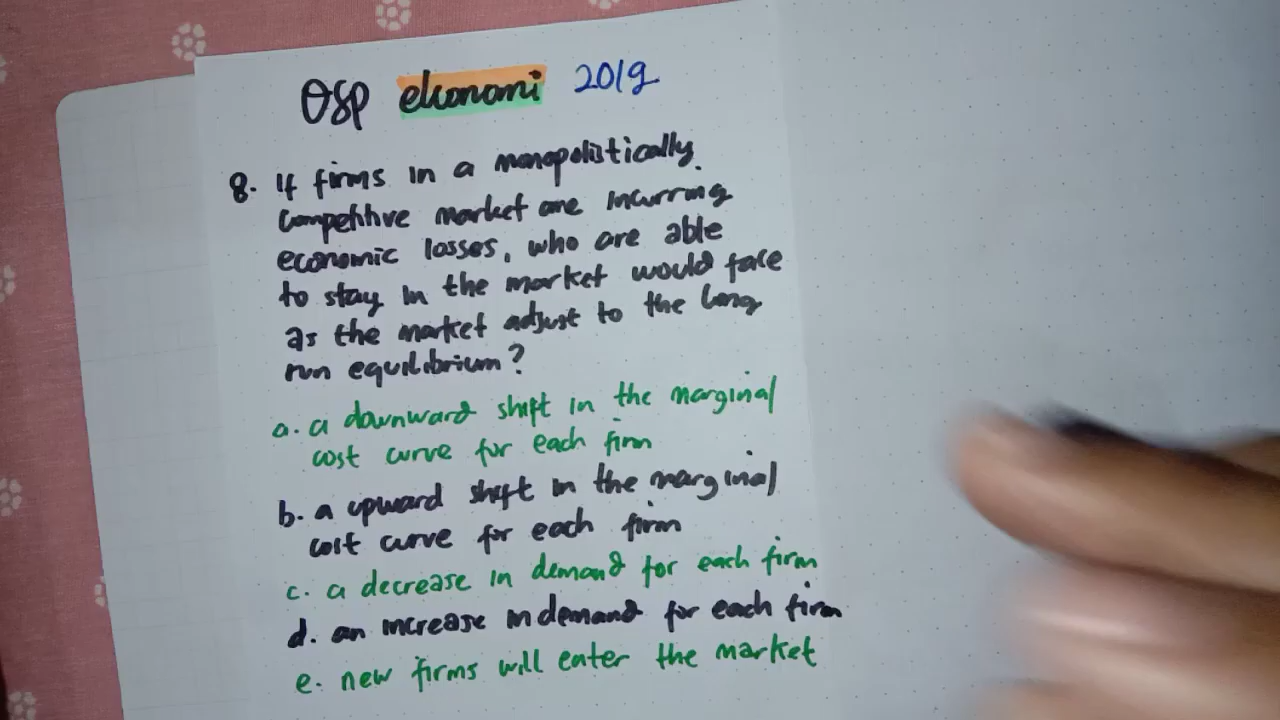 OSP ekonomi 2019
8. If firms in a monopolistically
competitive market are incurring
economic losses, who are able
to stay in the market would face
as the market adjust to the long
run equilibrium?
a. a downward shift in the marginal
cost curve for each firm
b. a upward shift in the marginal
cost curve for each firm
c. a decrease in demand for each firm
d. an increase in demand for each firm
e. new firms will enter the market